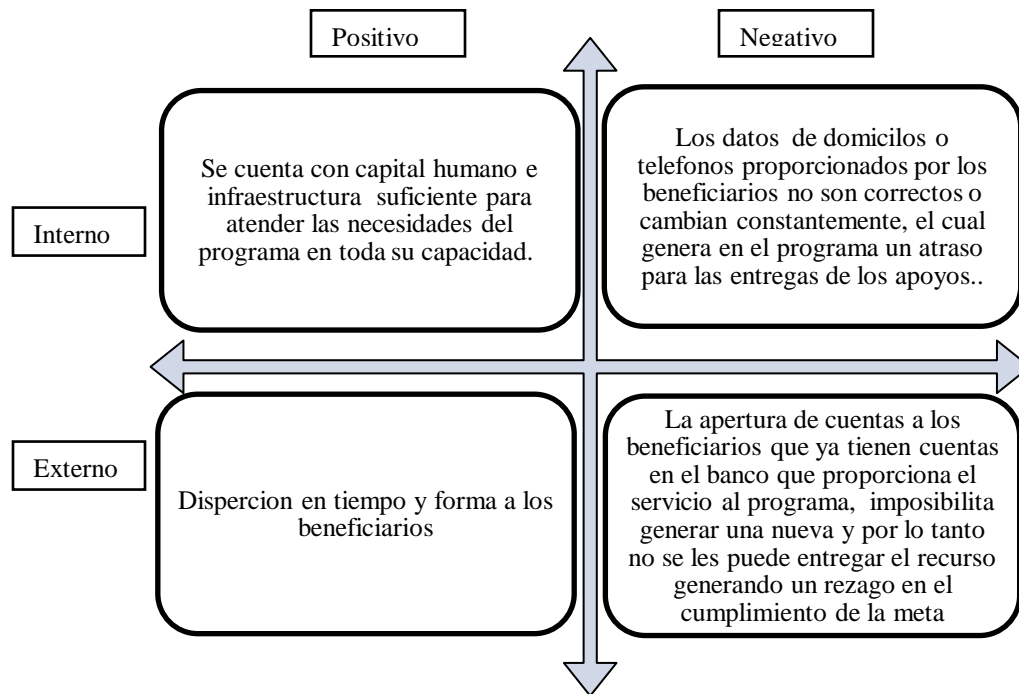 Positivo
Negativo
Interno
Se cuenta con capital humano e
infraestructura suficiente para
atender las necesidades del
programa en toda su capacidad.
Los datos de domicilos o
telefonos proporcionados por los
beneficiarios no son correctos o
cambian constantemente, el cual
genera en el programa un atraso
para las entregas de los apoyos..
Externo
Dispercion en tiempo y forma a los
beneficiarios
La apertura de cuentas a los
beneficiarios que ya tienen cuentas
en el banco que proporciona el
servicio al programa, imposibilita
generar una nueva y por lo tanto
no se les puede entregar el recurso
generando un rezago en el
cumplimiento de la meta